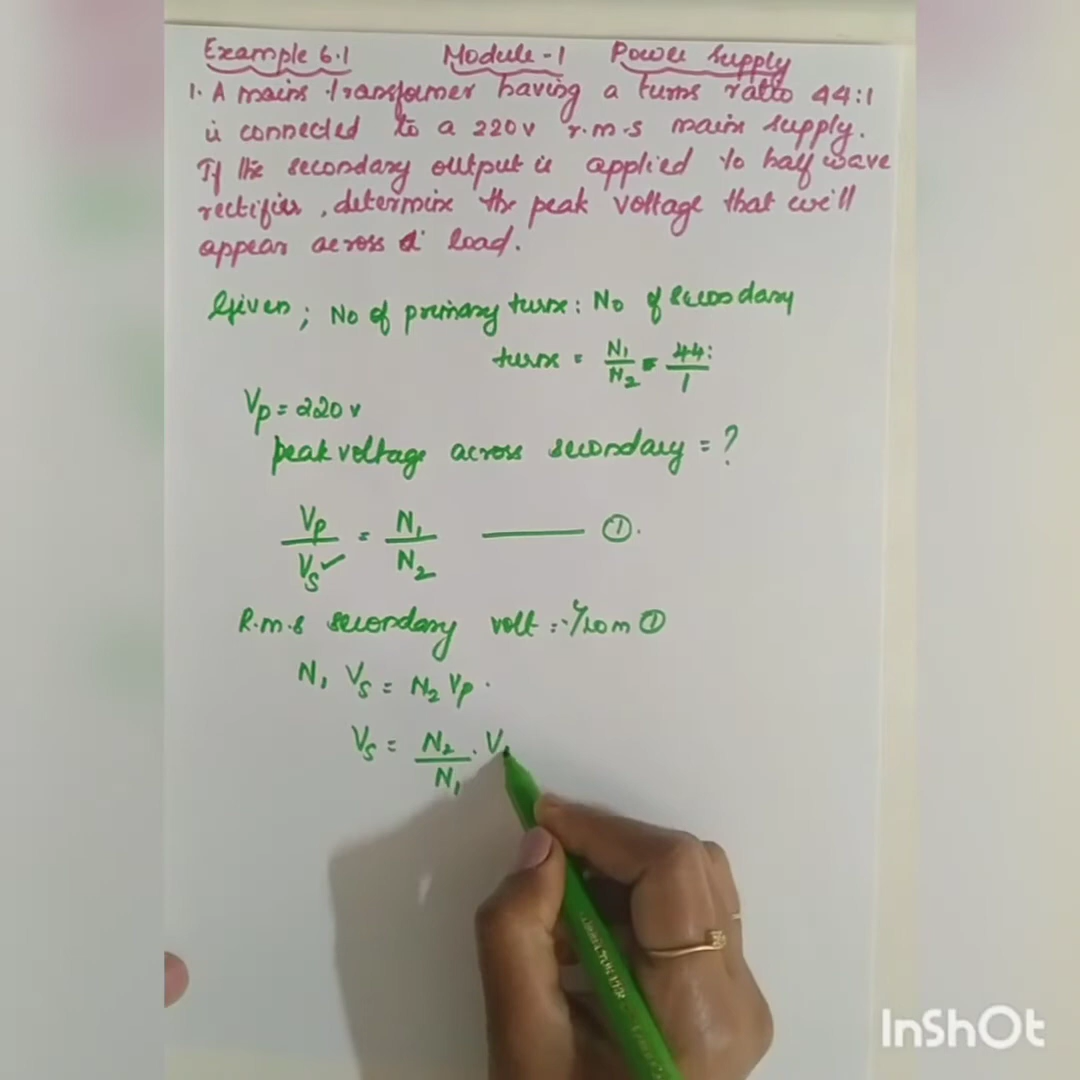 Example 6.1 Module-1 Power Supply
1. A mains transformer having a turns ratio 44:1
is connected to a 220v r.m.s mains supply.
If the secondary output is applied to half wave
rectifier, determine the peak voltage that we'll
appear across a load.
Given; No of primary turns: No of secondary
turns = N1/N2 = 44:/1
Vp = 220v
peak voltage across secondary = ?
Vp/Vs ✓ = N1/N2 —— ①.
R.m.s secondary volt = from ①
N1 Vs = N2 Vp.
Vs = N2/N1 . V
InShOt